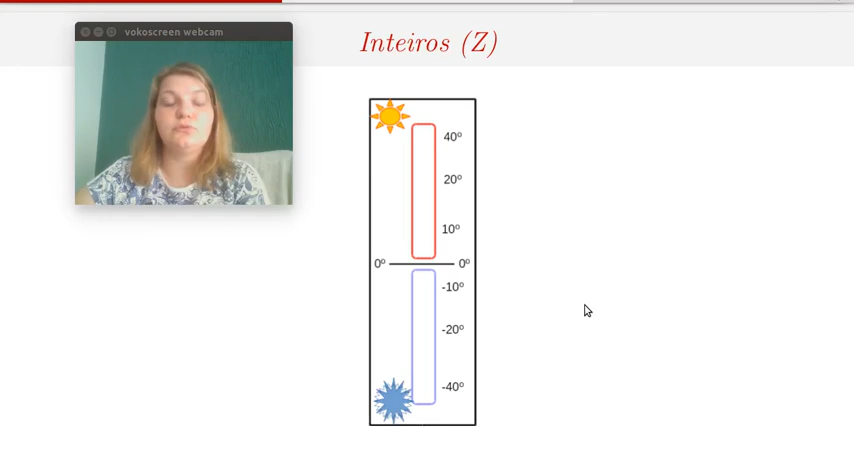 vokoscreen webcam
Inteiros (Z)
40º
20º
10º
0º 0º
-10º
-20º
-40º